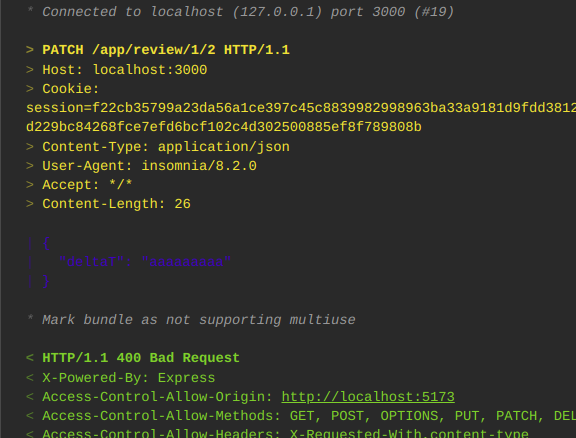 * Connected to localhost (127.0.0.1) port 3000 (#19)
> PATCH /app/review/1/2 HTTP/1.1
> Host: localhost:3000
> Cookie:
session=f22cb35799a23da56a1ce397c45c8839982998963ba33a9181d9fdd3812
d229bc84268fce7efd6bcf102c4d302500885ef8f789808b
> Content-Type: application/json
> User-Agent: insomnia/8.2.0
> Accept: */*
> Content-Length: 26
* Mark bundle as not supporting multiuse
< HTTP/1.1 400 Bad Request
< X-Powered-By: Express
< Access-Control-Allow-Origin: http://localhost:5173
< Access-Control-Allow-Methods: GET, POST, OPTIONS, PUT, PATCH, DEL
< Access-Control-Allow-Headers: X-Requested-With,content-type